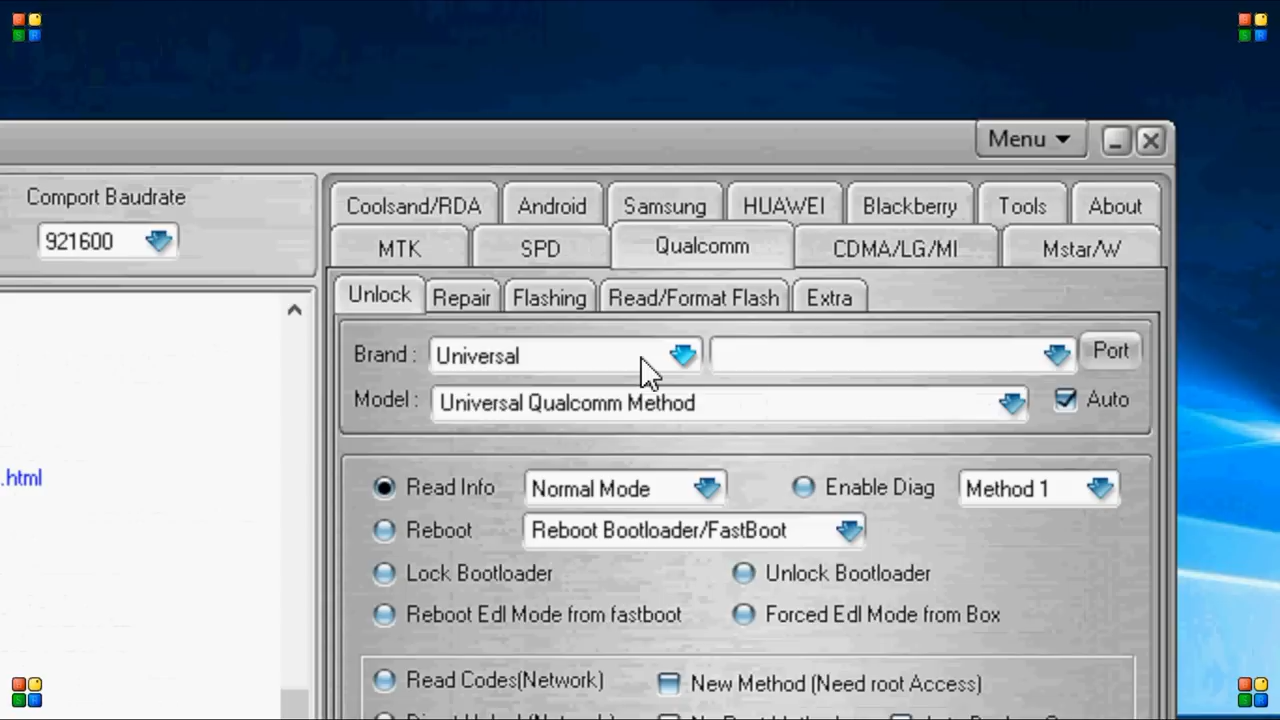 Menu
Comport Baudrate
921600
Coolsand/RDA Android Samsung HUAWEI Blackberry Tools About
MTK SPD Qualcomm CDMA/LG/MI Mstar/W
Unlock Repair Flashing Read/Format Flash Extra
Brand : Universal Port
Model : Universal Qualcomm Method Auto
.html
Read Info Normal Mode Enable Diag Method 1
Reboot Reboot Bootloader/FastBoot
Lock Bootloader Unlock Bootloader
Reboot Edl Mode from fastboot Forced Edl Mode from Box
Read Codes(Network) New Method (Need root Access)